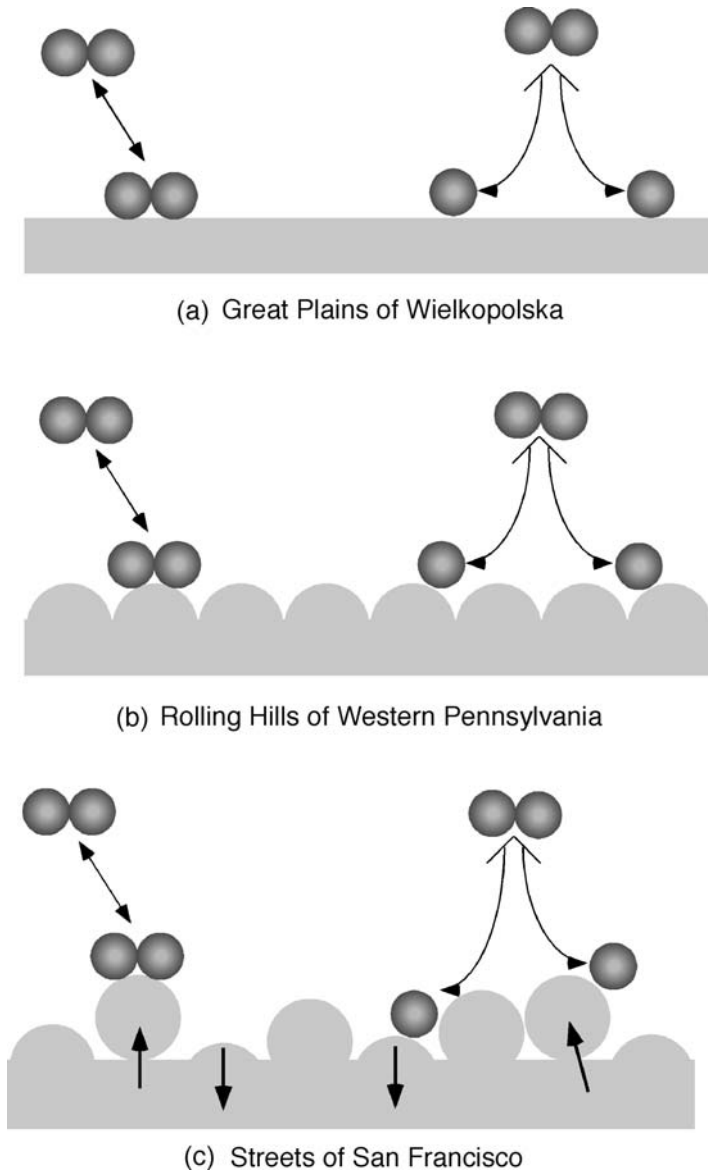 (a) Great Plains of Wielkopolska
(b) Rolling Hills of Western Pennsylvania
(c) Streets of San Francisco